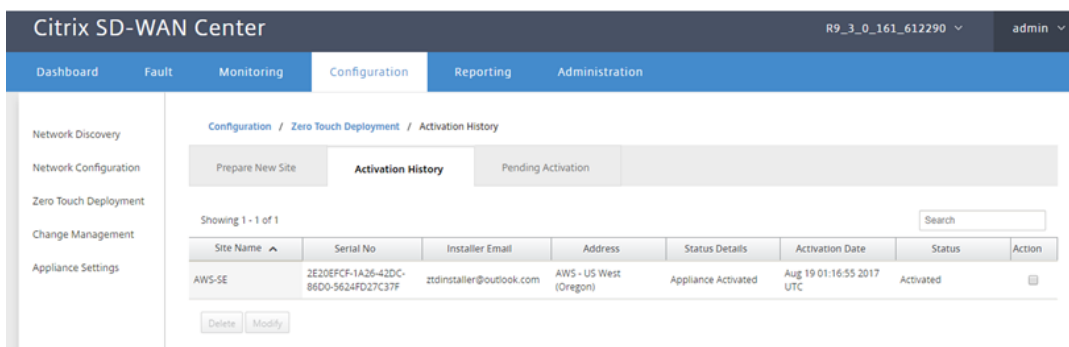 Citrix SD-WAN Center
R9_3_0_161_612290
admin
Dashboard Fault Monitoring Configuration Reporting Administration
Network Discovery
Network Configuration
Zero Touch Deployment
Change Management
Appliance Settings
Configuration / Zero Touch Deployment / Activation History
Prepare New Site Activation History Pending Activation
Showing 1 - 1 of 1
Search
Site Name Serial No Installer Email Address Status Details Activation Date Status Action
AWS-SE
2E20EFCF-1A26-42DC-
86D0-5624FD27C37F
ztdinstaller@outlook.com
AWS - US West
(Oregon)
Appliance Activated
Aug 19 01:16:55 2017
UTC
Activated
Delete Modify